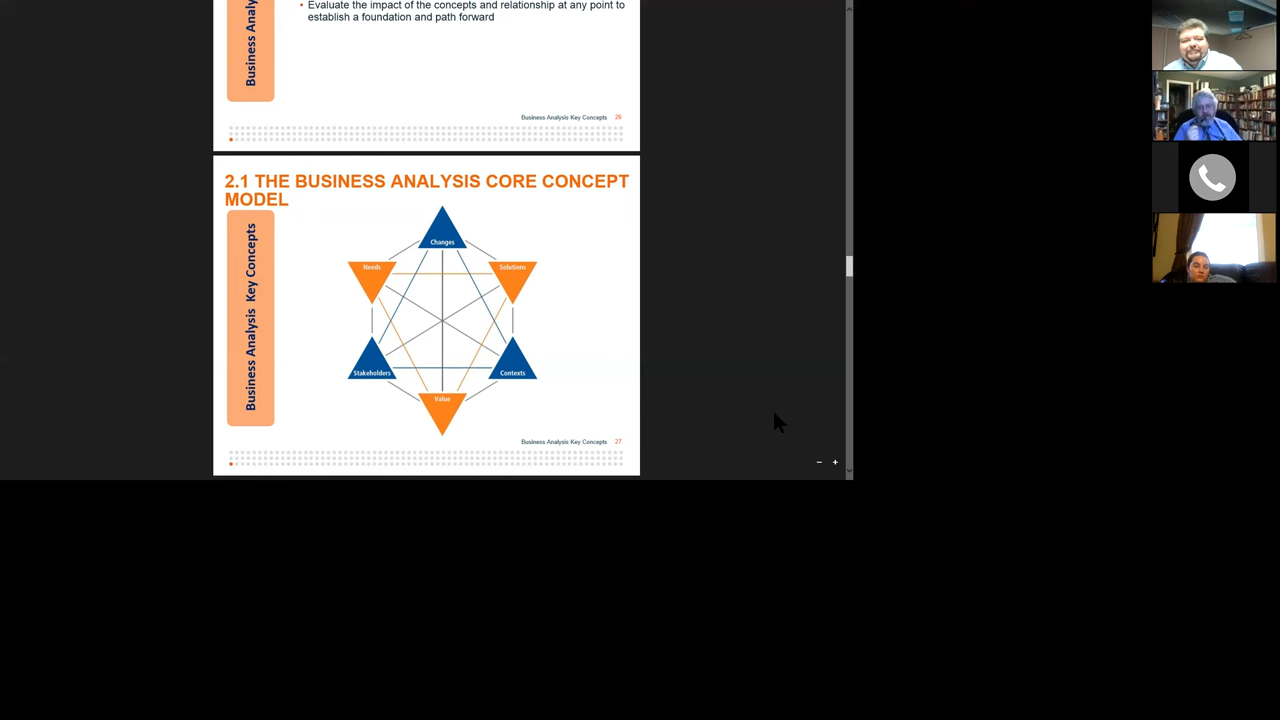 • Evaluate the impact of the concepts and relationship at any point to
establish a foundation and path forward
Business Analy
Business Analysis Key Concepts 26
2.1 THE BUSINESS ANALYSIS CORE CONCEPT
MODEL
Business Analysis Key Concepts
Changes
Needs
Solutions
Stakeholders
Contexts
Value
Business Analysis Key Concepts 27
− +